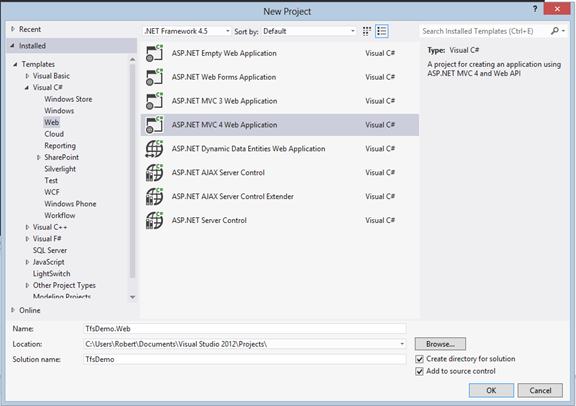 New Project
?
Recent
Installed
Templates
Visual Basic
Visual C#
Windows Store
Windows
Web
Cloud
Reporting
SharePoint
Silverlight
Test
WCF
Windows Phone
Workflow
Visual C++
Visual F#
SQL Server
JavaScript
LightSwitch
Other Project Types
Modeling Projects
Online
.NET Framework 4.5 Sort by: Default
ASP.NET Empty Web Application Visual C#
ASP.NET Web Forms Application Visual C#
ASP.NET MVC 3 Web Application Visual C#
ASP.NET MVC 4 Web Application Visual C#
ASP.NET Dynamic Data Entities Web Application Visual C#
ASP.NET AJAX Server Control Visual C#
ASP.NET AJAX Server Control Extender Visual C#
ASP.NET Server Control Visual C#
Search Installed Templates (Ctrl+E)
Type: Visual C#
A project for creating an application using
ASP.NET MVC 4 and Web API
Name: TfsDemo.Web
Location: C:\Users\Robert\Documents\Visual Studio 2012\Projects\ Browse...
Solution name: TfsDemo
Create directory for solution
Add to source control
OK Cancel